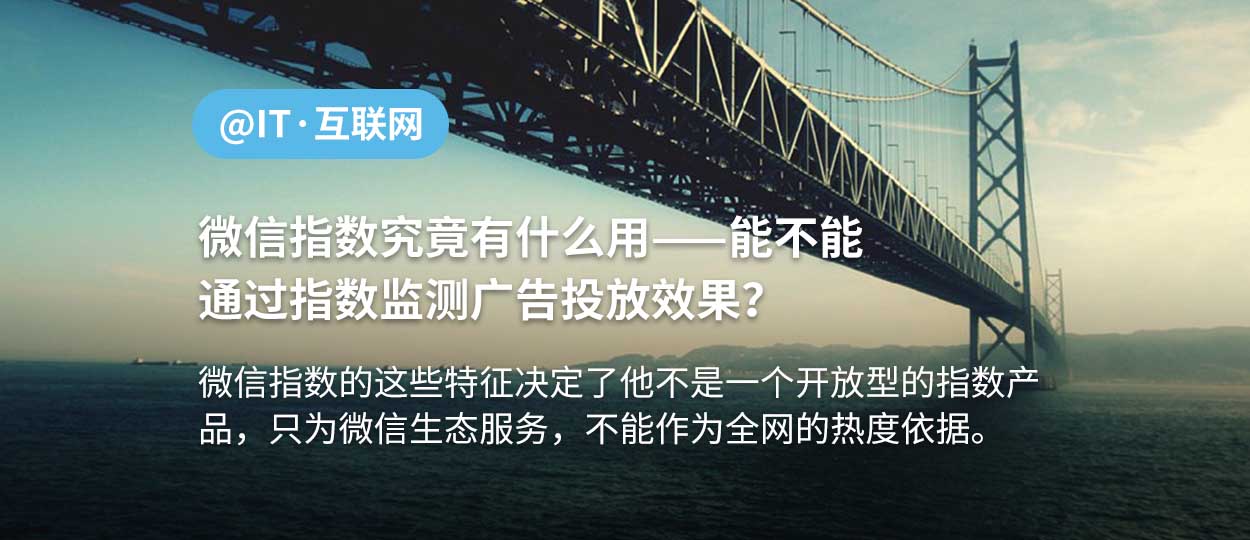 @IT·互联网
微信指数究竟有什么用——能不能
通过指数监测广告投放效果？
微信指数的这些特征决定了他不是一个开放型的指数产
品，只为微信生态服务，不能作为全网的热度依据。